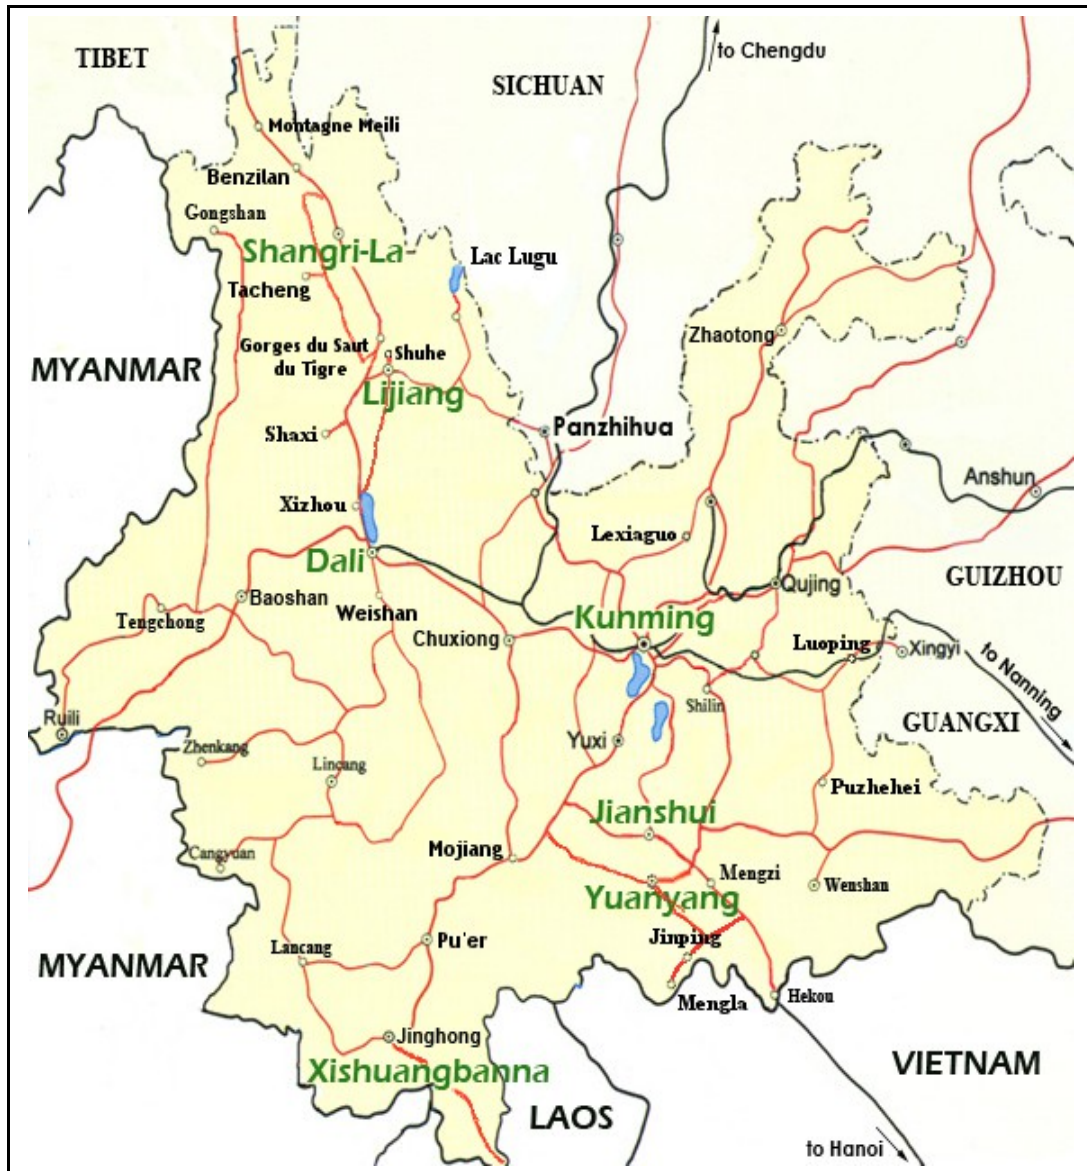 to Chengdu
TIBET
SICHUAN
Montagne Meili
Benzilan
Gongshan
Shangri-La
Lac Lugu
Tacheng
Zhaotong
Gorges du Saut
du Tigre
Shuhe
MYANMAR
Lijiang
Panzhihua
Shaxi
Anshun
Xizhou
Lexiaguo
Dali
GUIZHOU
Qujing
Baoshan
Weishan
Tengchong
Kunming
Chuxiong
Luoping
Xingyi
to Nanning
Shilin
Ruili
GUANGXI
Yuxi
Zhenkang
Lincang
Puzhehei
Jianshui
Mojiang
Cangyuan
Mengzi
Wenshan
Yuanyang
Jinping
Pu'er
Lancang
MYANMAR
Mengla
Hekou
Jinghong
Xishuangbanna
VIETNAM
LAOS
to Hanoi